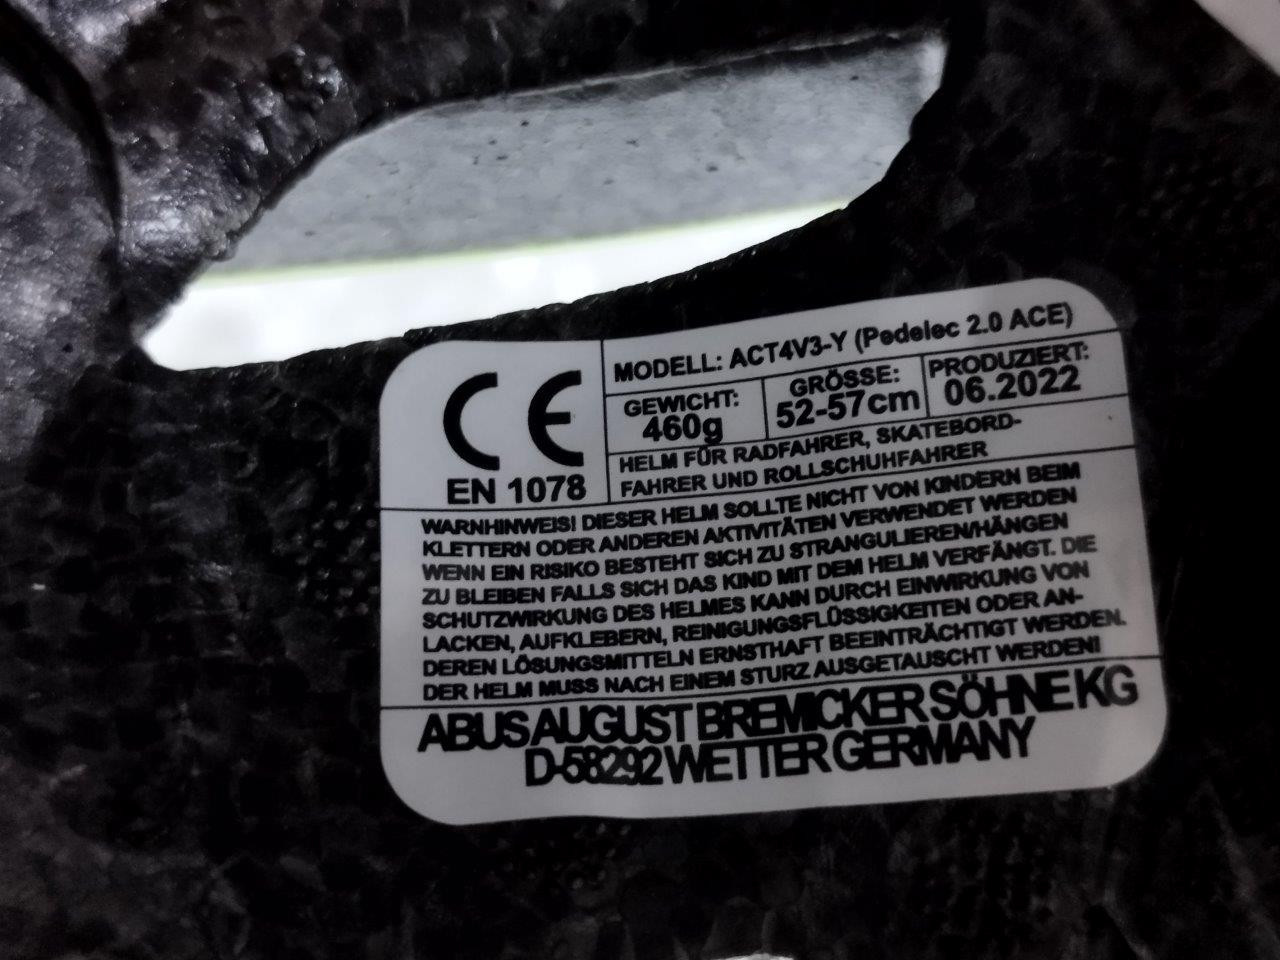 CE
EN 1078
MODELL: ACT4V3-Y (Pedelec 2.0 ACE)
GEWICHT:
460g
GRÖSSE:
52-57cm
PRODUZIERT:
06.2022
HELM FÜR RADFAHRER, SKATEBORD-
FAHRER UND ROLLSCHUHFAHRER
WARNHINWEIS! DIESER HELM SOLLTE NICHT VON KINDERN BEIM
KLETTERN ODER ANDEREN AKTIVITÄTEN VERWENDET WERDEN
WENN EIN RISIKO BESTEHT SICH ZU STRANGULIEREN/HÄNGEN
ZU BLEIBEN FALLS SICH DAS KIND MIT DEM HELM VERFÄNGT. DIE
SCHUTZWIRKUNG DES HELMES KANN DURCH EINWIRKUNG VON
LACKEN, AUFKLEBERN, REINIGUNGSFLÜSSIGKEITEN ODER AN-
DEREN LÖSUNGSMITTELN ERNSTHAFT BEEINTRÄCHTIGT WERDEN.
DER HELM MUSS NACH EINEM STURZ AUSGETAUSCHT WERDEN!
ABUS AUGUST BREMICKER SÖHNE KG
D-58292 WETTER GERMANY